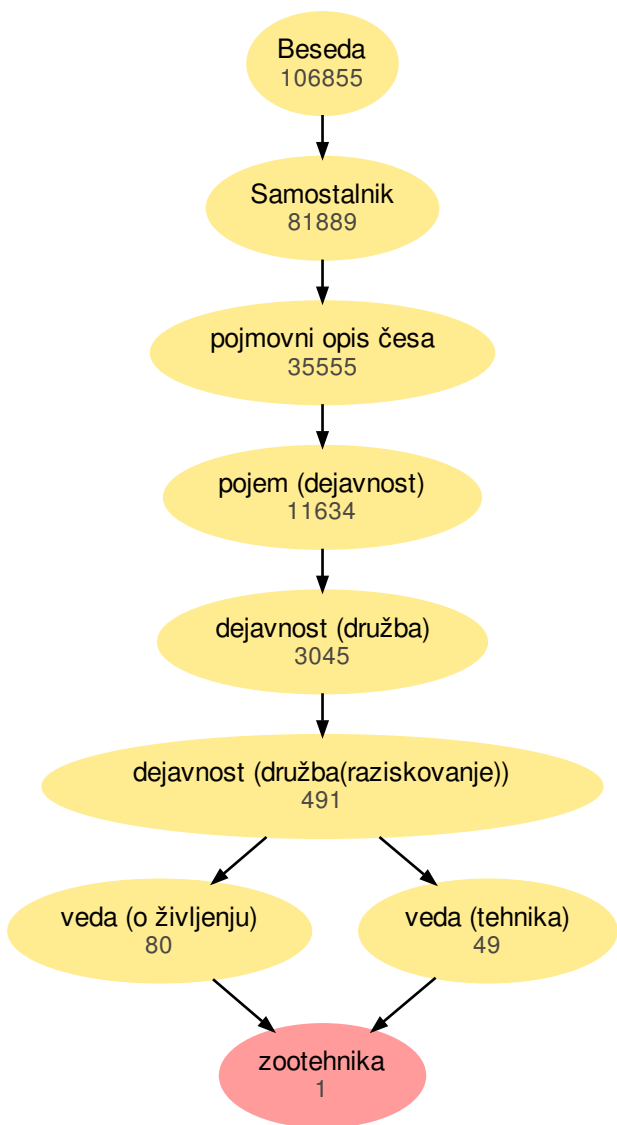 Beseda
106855
Samostalnik
81889
pojmovni opis česa
35555
pojem (dejavnost)
11634
dejavnost (družba)
3045
dejavnost (družba(raziskovanje))
491
veda (o življenju)
80
veda (tehnika)
49
zootehnika
1